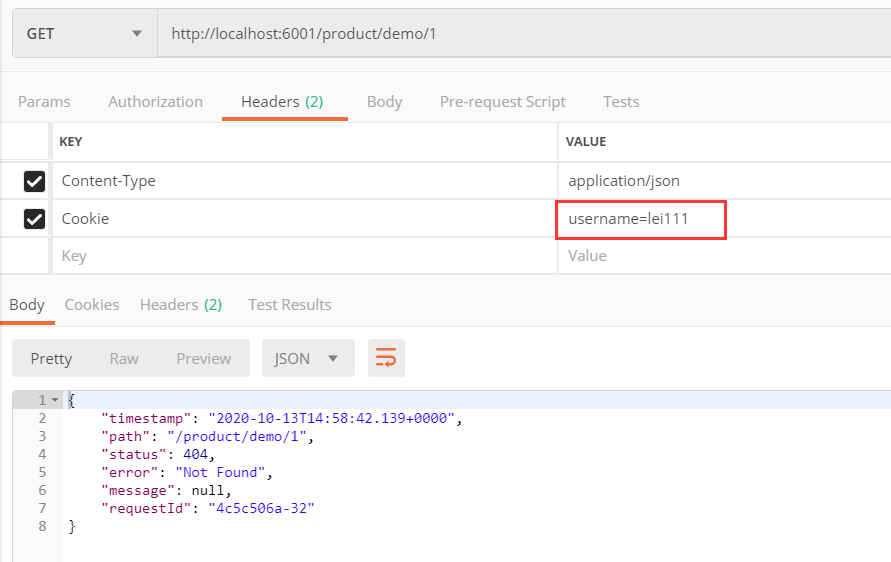 GET http://localhost:6001/product/demo/1
Params Authorization Headers (2) Body Pre-request Script Tests
KEY VALUE
Content-Type application/json
Cookie username=lei111
Key Value
Body Cookies Headers (2) Test Results
Pretty Raw Preview JSON
1 {
2 "timestamp": "2020-10-13T14:58:42.139+0000",
3 "path": "/product/demo/1",
4 "status": 404,
5 "error": "Not Found",
6 "message": null,
7 "requestId": "4c5c506a-32"
8 }